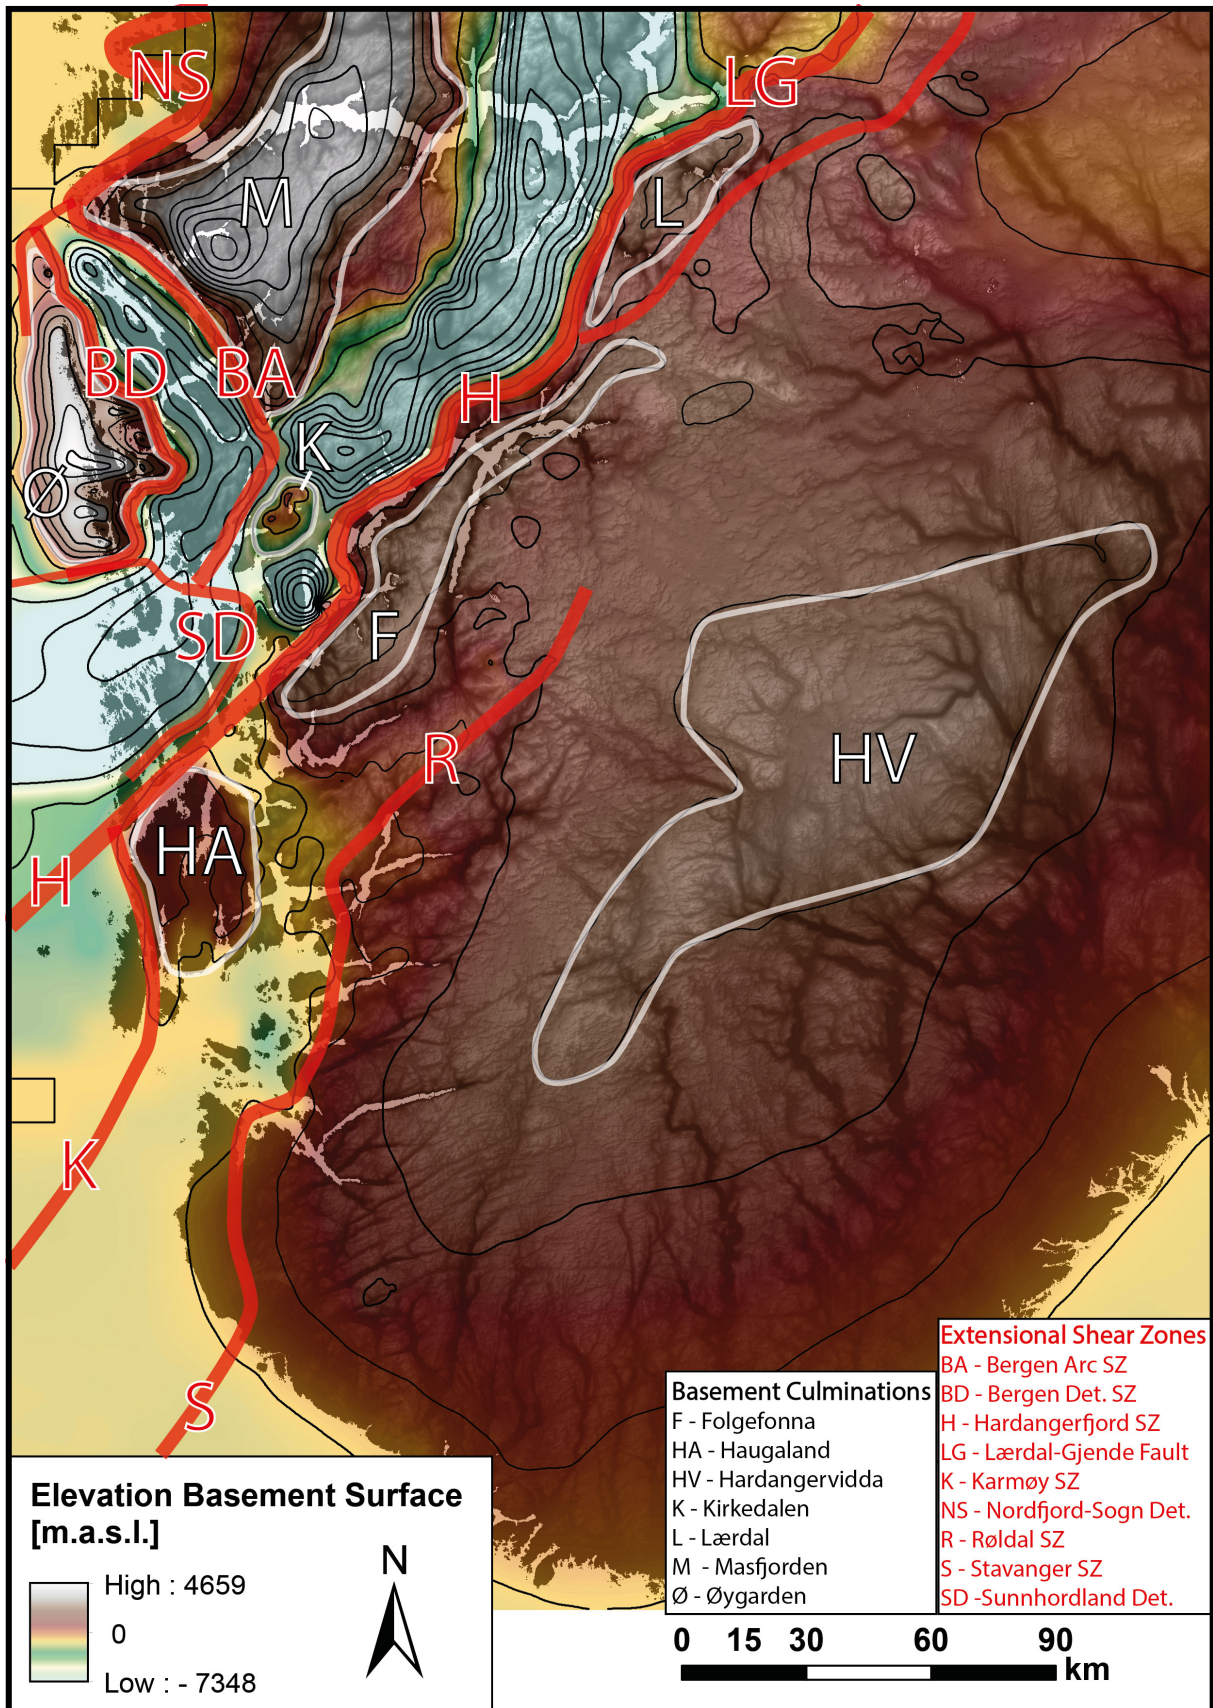 NS
LG
M
L
BD
BA
H
K
Ø
SD
F
R
HV
HA
H
K
S
Extensional Shear Zones
BA - Bergen Arc SZ
BD - Bergen Det. SZ
H - Hardangerfjord SZ
LG - Lærdal-Gjende Fault
K - Karmøy SZ
NS - Nordfjord-Sogn Det.
R - Røldal SZ
S - Stavanger SZ
SD -Sunnhordland Det.
Basement Culminations
F - Folgefonna
HA - Haugaland
HV - Hardangervidda
K - Kirkedalen
L - Lærdal
M - Masfjorden
Ø - Øygarden
Elevation Basement Surface
[m.a.s.l.]
High : 4659
0
Low : - 7348
N
0 15 30 60 90
km